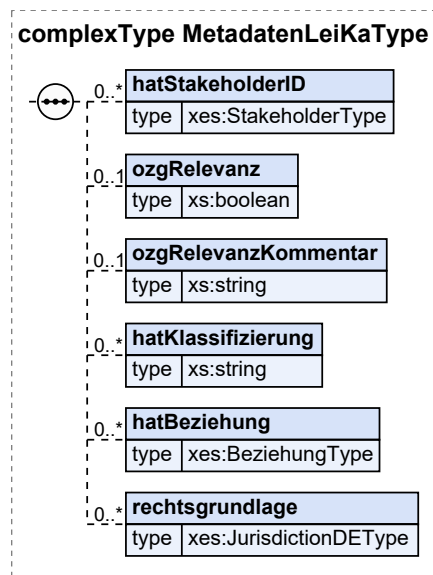 complexType MetadatenLeiKaType
0..* hatStakeholderID
type xes:StakeholderType
0..1 ozgRelevanz
type xs:boolean
0..1 ozgRelevanzKommentar
type xs:string
0..* hatKlassifizierung
type xs:string
0..* hatBeziehung
type xes:BeziehungType
0..* rechtsgrundlage
type xes:JurisdictionDEType